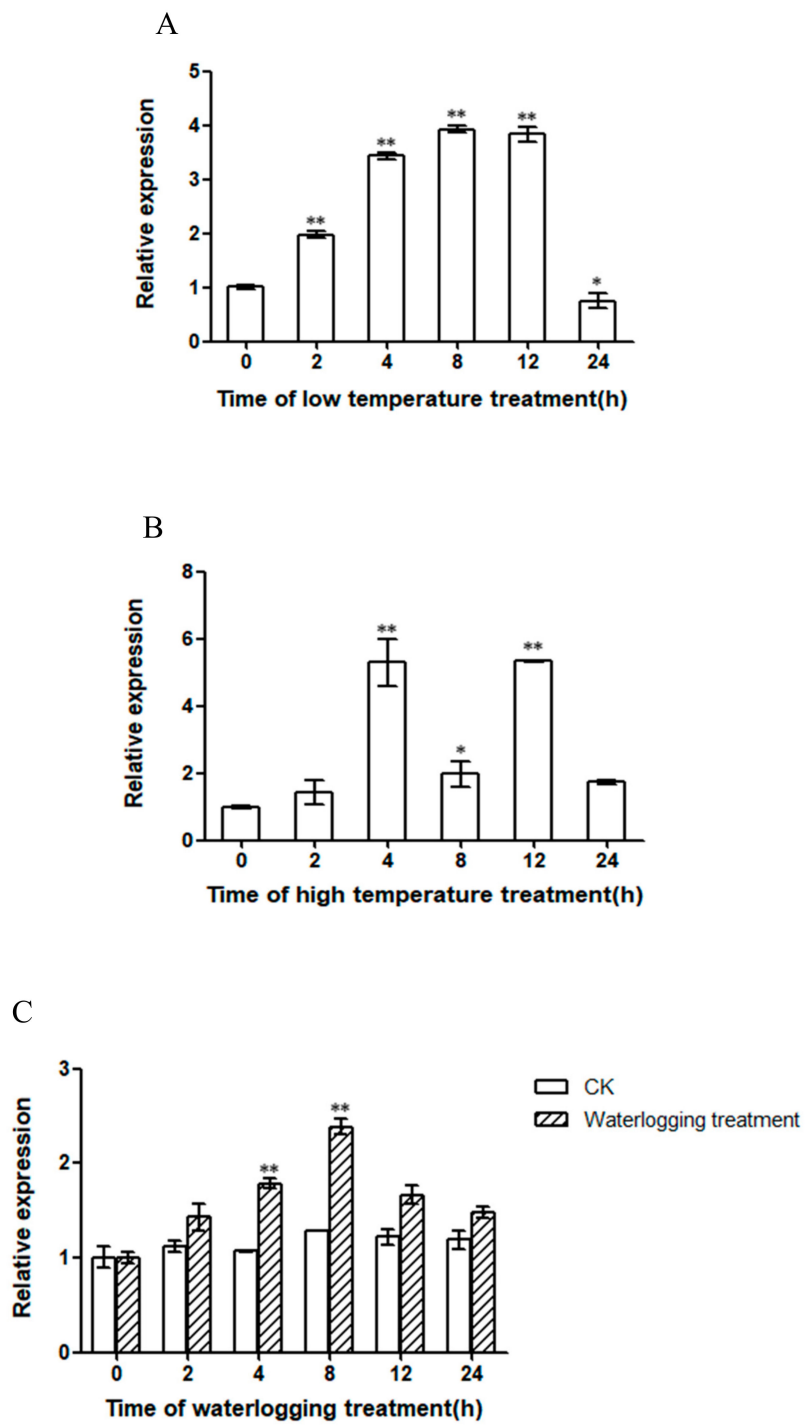 A
Relative expression
5
4
3
2
1
0
**
**
**
**
*
0 2 4 8 12 24
Time of low temperature treatment(h)
B
Relative expression
8
6
4
2
0
**
*
**
0 2 4 8 12 24
Time of high temperature treatment(h)
C
Relative expression
3
2
1
0
**
**
CK
Waterlogging treatment
0 2 4 8 12 24
Time of waterlogging treatment(h)